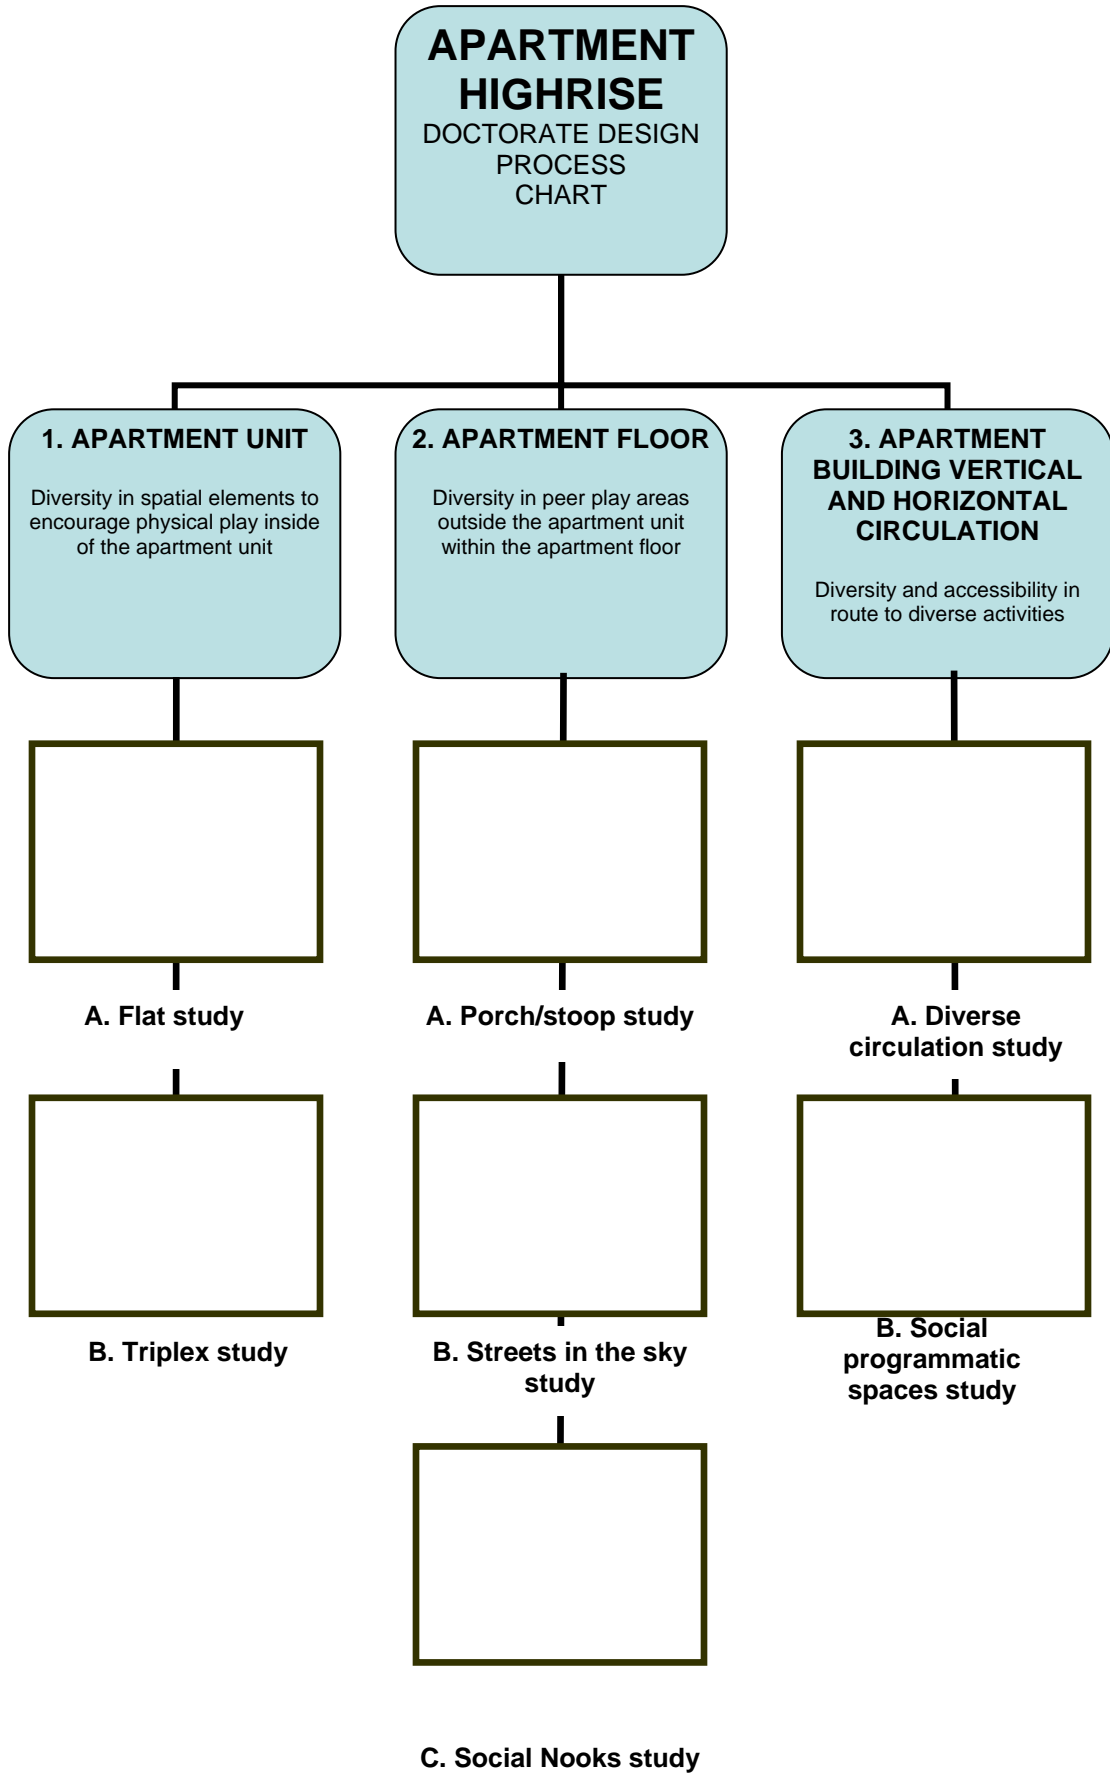 APARTMENT
HIGHRISE
DOCTORATE DESIGN
PROCESS
CHART
1. APARTMENT UNIT
Diversity in spatial elements to
encourage physical play inside
of the apartment unit
2. APARTMENT FLOOR
Diversity in peer play areas
outside the apartment unit
within the apartment floor
3. APARTMENT
BUILDING VERTICAL
AND HORIZONTAL
CIRCULATION
Diversity and accessibility in
route to diverse activities
A. Flat study
A. Porch/stoop study
A. Diverse
circulation study
B. Triplex study
B. Streets in the sky
study
B. Social
programmatic
spaces study
C. Social Nooks study